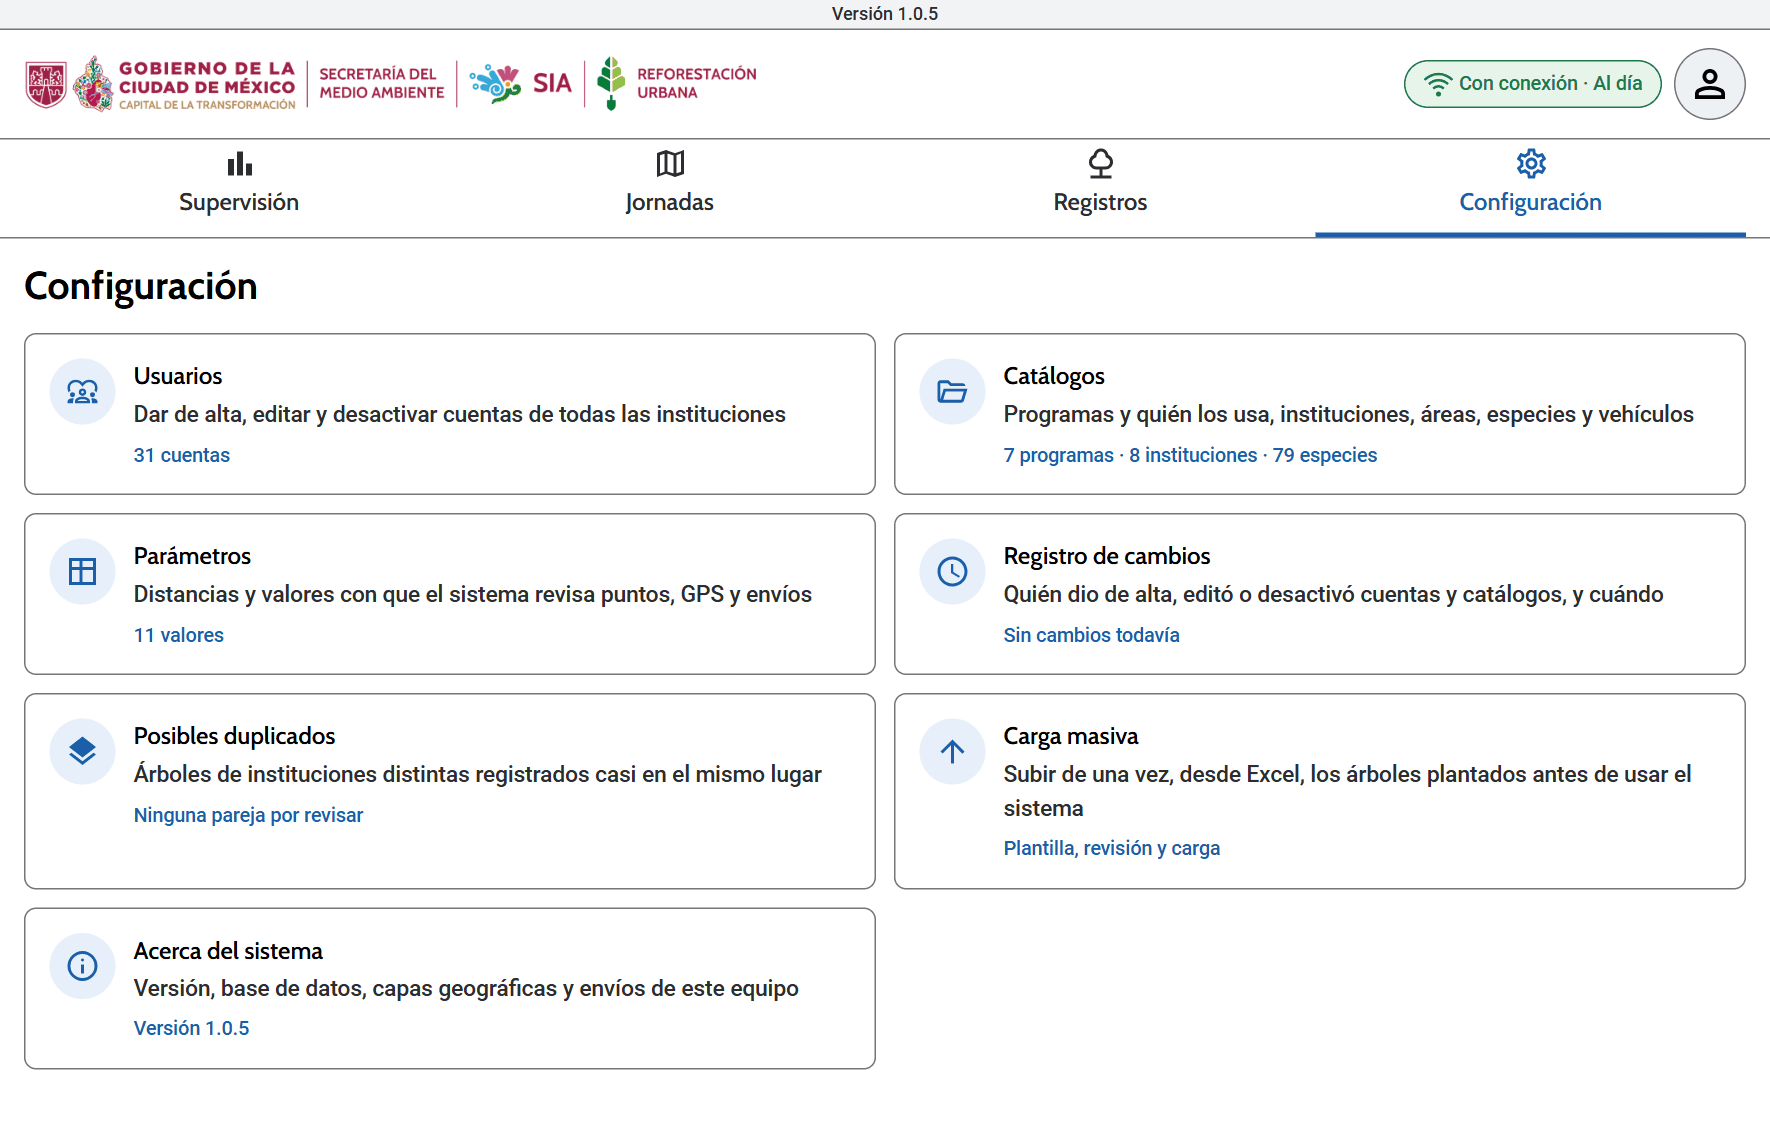 Versión 1.0.5
GOBIERNO DE LA
CIUDAD DE MÉXICO
CAPITAL DE LA TRANSFORMACIÓN
SECRETARÍA DEL
MEDIO AMBIENTE
SIA
REFORESTACIÓN
URBANA
Con conexión · Al día
Supervisión
Jornadas
Registros
Configuración
Configuración
Usuarios
Dar de alta, editar y desactivar cuentas de todas las instituciones
31 cuentas
Catálogos
Programas y quién los usa, instituciones, áreas, especies y vehículos
7 programas · 8 instituciones · 79 especies
Parámetros
Distancias y valores con que el sistema revisa puntos, GPS y envíos
11 valores
Registro de cambios
Quién dio de alta, editó o desactivó cuentas y catálogos, y cuándo
Sin cambios todavía
Posibles duplicados
Árboles de instituciones distintas registrados casi en el mismo lugar
Ninguna pareja por revisar
Carga masiva
Subir de una vez, desde Excel, los árboles plantados antes de usar el
sistema
Plantilla, revisión y carga
Acerca del sistema
Versión, base de datos, capas geográficas y envíos de este equipo
Versión 1.0.5